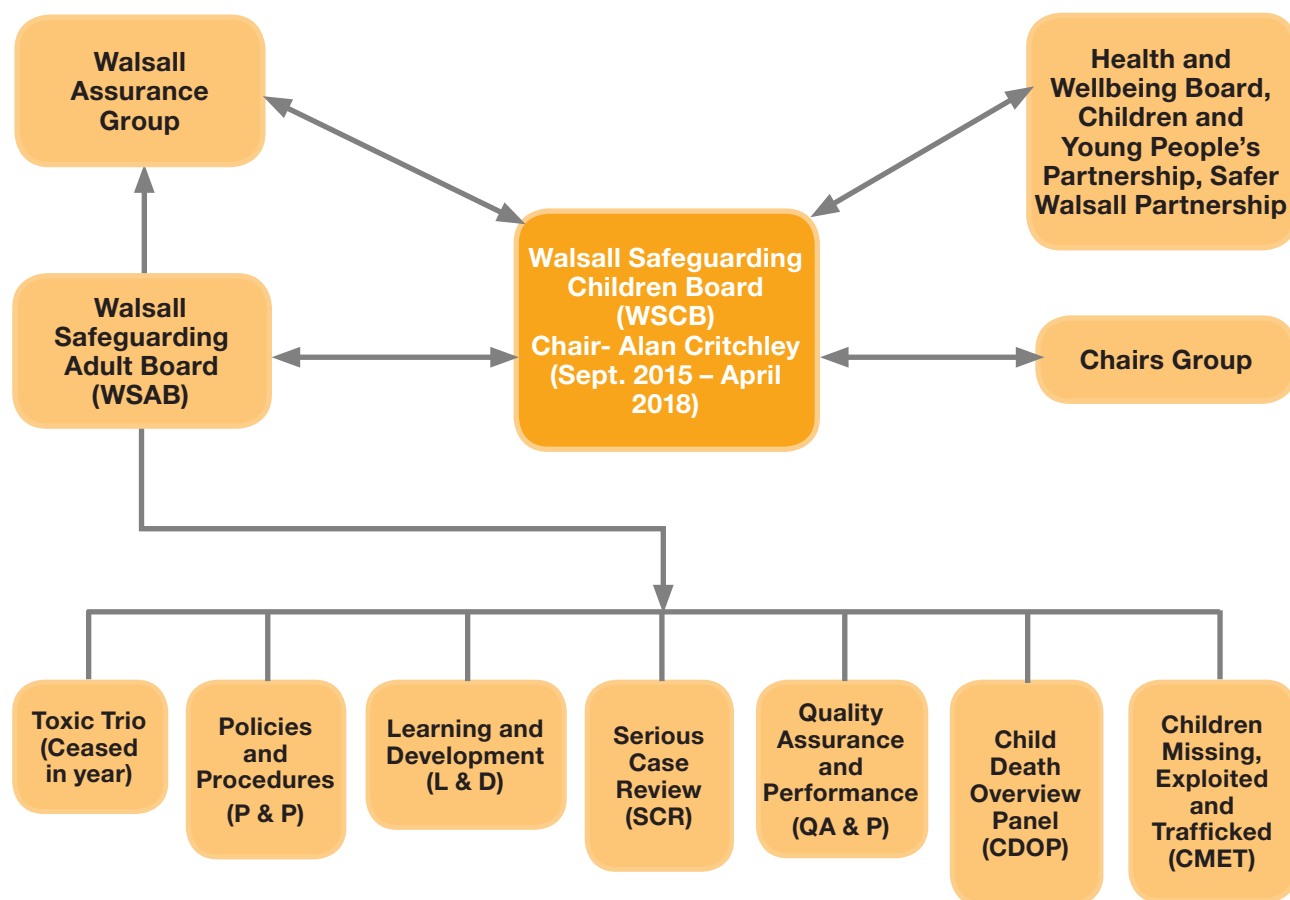 Walsall
Assurance
Group
Health and
Wellbeing Board,
Children and
Young People’s
Partnership, Safer
Walsall Partnership
Walsall Safeguarding
Children Board
(WSCB)
Chair- Alan Critchley
(Sept. 2015 – April
2018)
Walsall
Safeguarding
Adult Board
(WSAB)
Chairs Group
Toxic Trio
(Ceased
in year)
Policies
and
Procedures
(P & P)
Learning and
Development
(L & D)
Serious
Case
Review
(SCR)
Quality
Assurance
and
Performance
(QA & P)
Child
Death
Overview
Panel
(CDOP)
Children
Missing,
Exploited
and
Trafficked
(CMET)